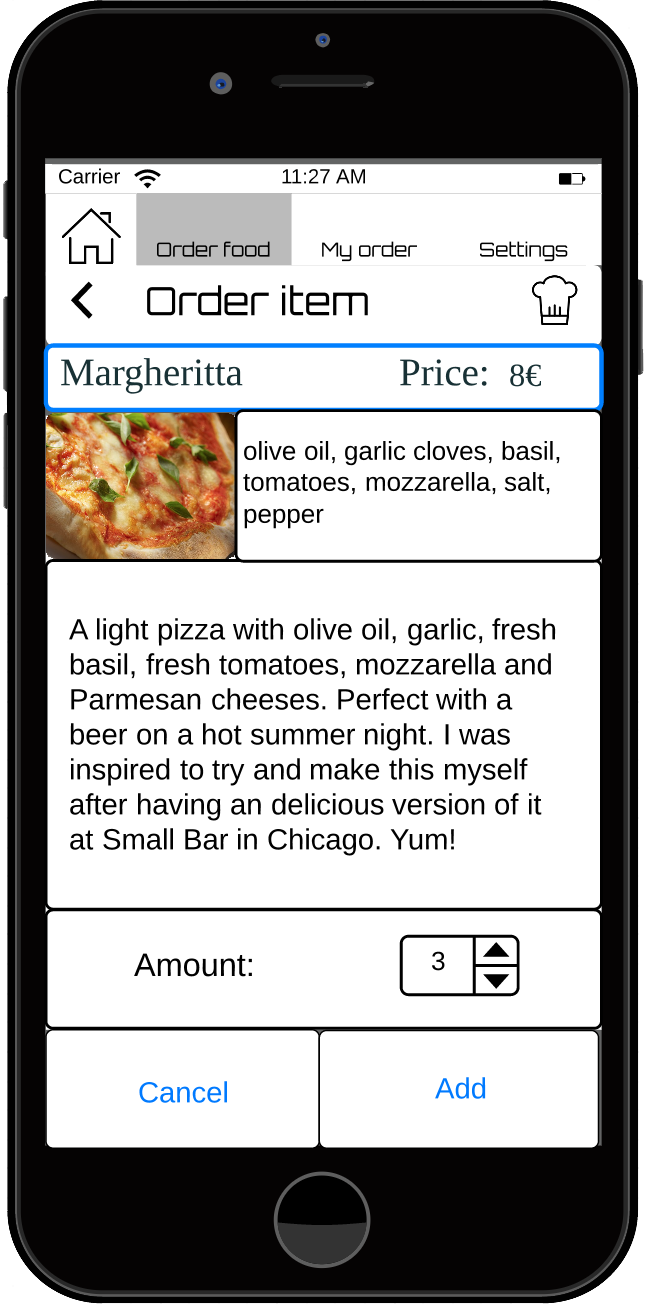 Carrier 11:27 AM
Order food My order Settings
Order item
Margheritta Price: 8€
olive oil, garlic cloves, basil,
tomatoes, mozzarella, salt,
pepper
A light pizza with olive oil, garlic, fresh
basil, fresh tomatoes, mozzarella and
Parmesan cheeses. Perfect with a
beer on a hot summer night. I was
inspired to try and make this myself
after having an delicious version of it
at Small Bar in Chicago. Yum!
Amount: 3
Cancel Add